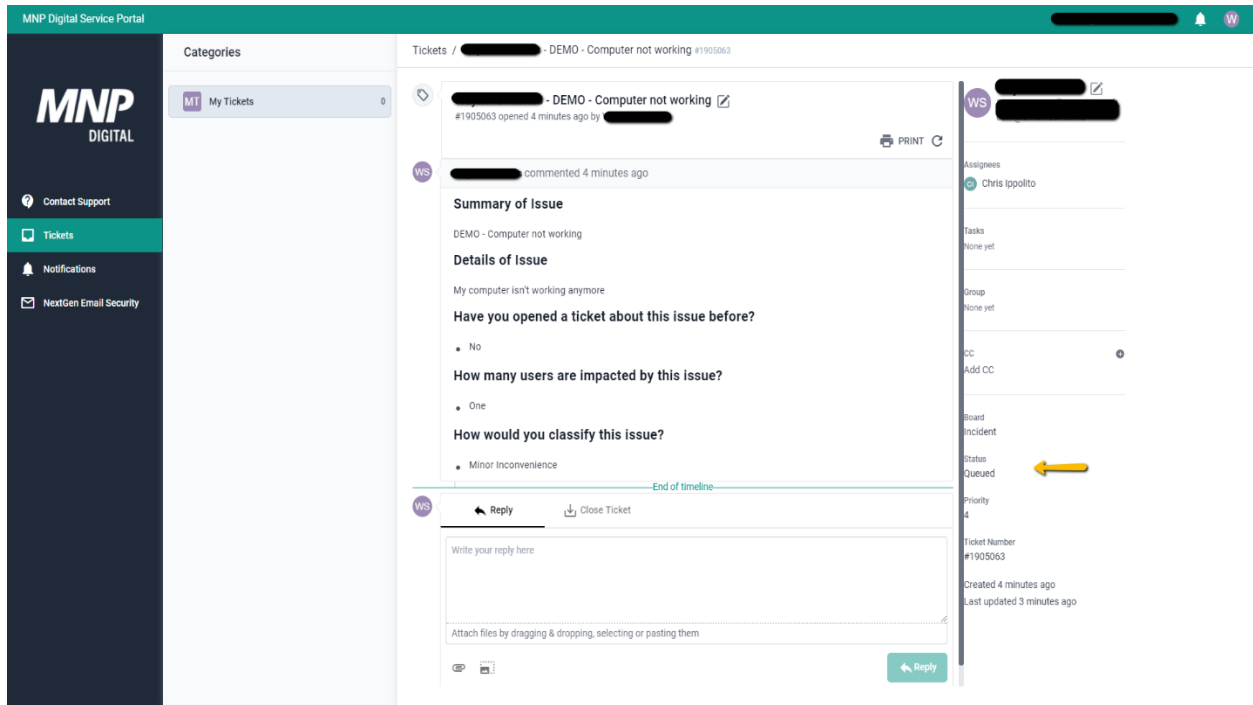 MNP Digital Service Portal
W
MNP
DIGITAL
Contact Support
Tickets
Notifications
NextGen Email Security
Categories
MT My Tickets 0
Tickets / - DEMO - Computer not working #1905063
- DEMO - Computer not working
#1905063 opened 4 minutes ago by
PRINT
WS commented 4 minutes ago
Summary of Issue
DEMO - Computer not working
Details of Issue
My computer isn't working anymore
Have you opened a ticket about this issue before?
No
How many users are impacted by this issue?
One
How would you classify this issue?
Minor Inconvenience
End of timeline
WS Reply Close Ticket
Write your reply here
Attach files by dragging & dropping, selecting or pasting them
Reply
WS
Assignees
CI Chris Ippolito
Tasks
None yet
Group
None yet
CC
Add CC
Board
Incident
Status
Queued
Priority
4
Ticket Number
#1905063
Created 4 minutes ago
Last updated 3 minutes ago